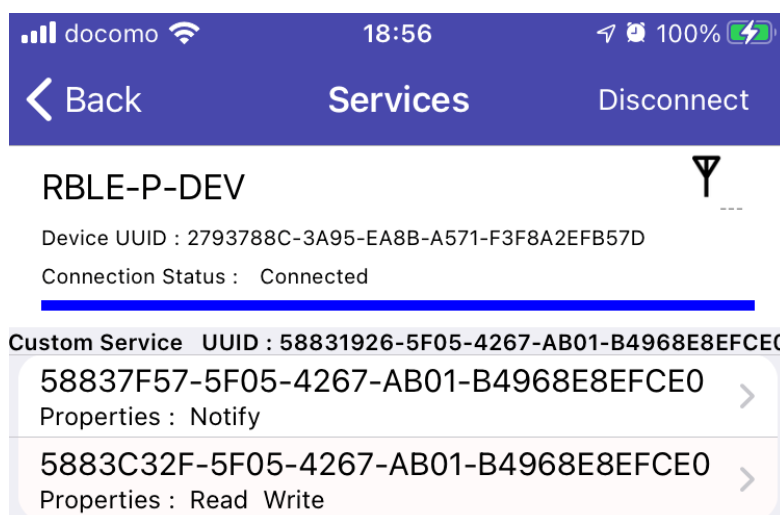 docomo 18:56 100%
Back Services Disconnect
RBLE-P-DEV
---
Device UUID : 2793788C-3A95-EA8B-A571-F3F8A2EFB57D
Connection Status : Connected
Custom Service UUID : 58831926-5F05-4267-AB01-B4968E8EFCE0
58837F57-5F05-4267-AB01-B4968E8EFCE0
Properties : Notify
5883C32F-5F05-4267-AB01-B4968E8EFCE0
Properties : Read Write